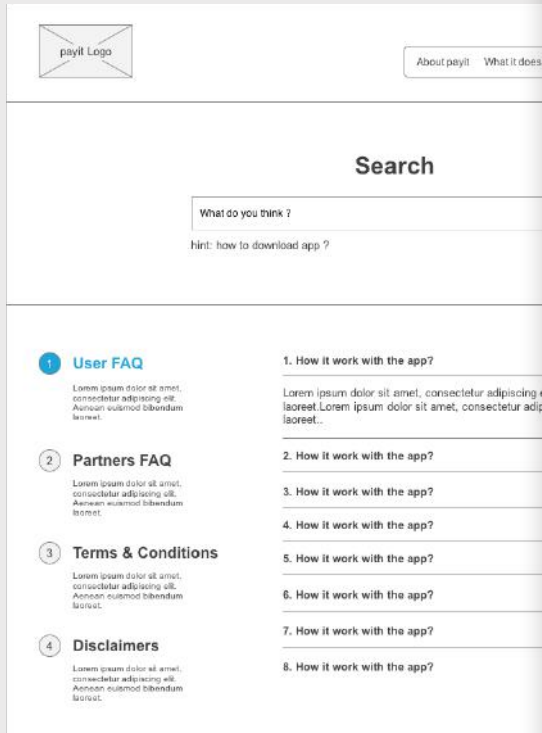 payit Logo
About payit What it does
Search
What do you think ?
hint: how to download app ?
1
User FAQ
Lorem ipsum dolor sit amet,
consectetur adipiscing elit.
Aenean euismod bibendum
laoreet.
2
Partners FAQ
Lorem ipsum dolor sit amet,
consectetur adipiscing elit.
Aenean euismod bibendum
laoreet.
3
Terms & Conditions
Lorem ipsum dolor sit amet,
consectetur adipiscing elit.
Aenean euismod bibendum
laoreet.
4
Disclaimers
Lorem ipsum dolor sit amet,
consectetur adipiscing elit.
Aenean euismod bibendum
laoreet.
1. How it work with the app?
Lorem ipsum dolor sit amet, consectetur adipiscing
laoreet.Lorem ipsum dolor sit amet, consectetur
laoreet..
2. How it work with the app?
3. How it work with the app?
4. How it work with the app?
5. How it work with the app?
6. How it work with the app?
7. How it work with the app?
8. How it work with the app?